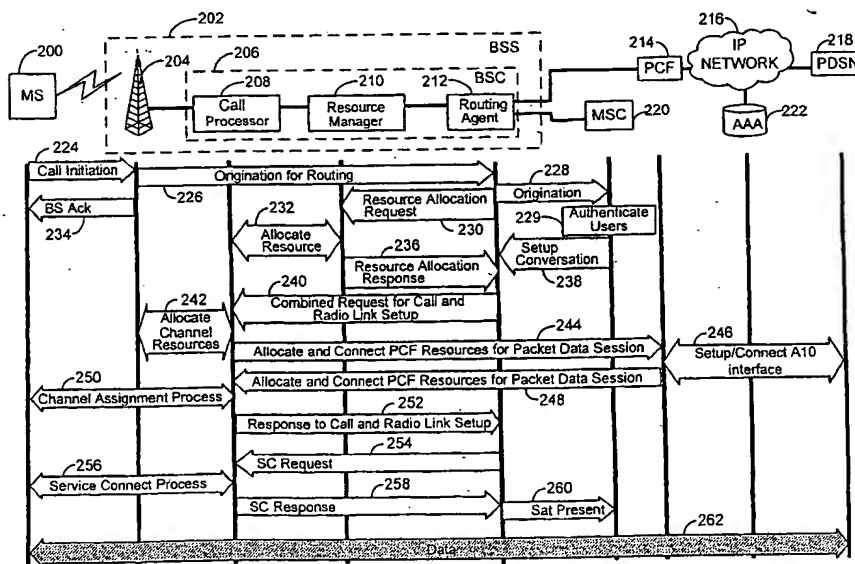 202
200
MS
204
206
BSS
BSC
208
Call
Processor
210
Resource
Manager
212
Routing
Agent
214
PCF
216
IP
NETWORK
218
PDSN
MSC
220
AAA
222
224
Call Initiation
226
Origination for Routing
228
Origination
BS Ack
234
232
Allocate
Resource
Resource Allocation
Request
230
229
Authenticate
Users
236
Resource Allocation
Response
Setup
Conversation
238
242
Allocate
Channel
Resources
240
Combined Request for Call and
Radio Link Setup
244
Allocate and Connect PCF Resources for Packet Data Session
246
Setup/Connect A10
interface
250
Channel Assignment Process
Allocate and Connect PCF Resources for Packet Data Session
248
252
Response to Call and Radio Link Setup
254
SC Request
256
Service Connect Process
258
SC Response
260
Sat Present
262
Data